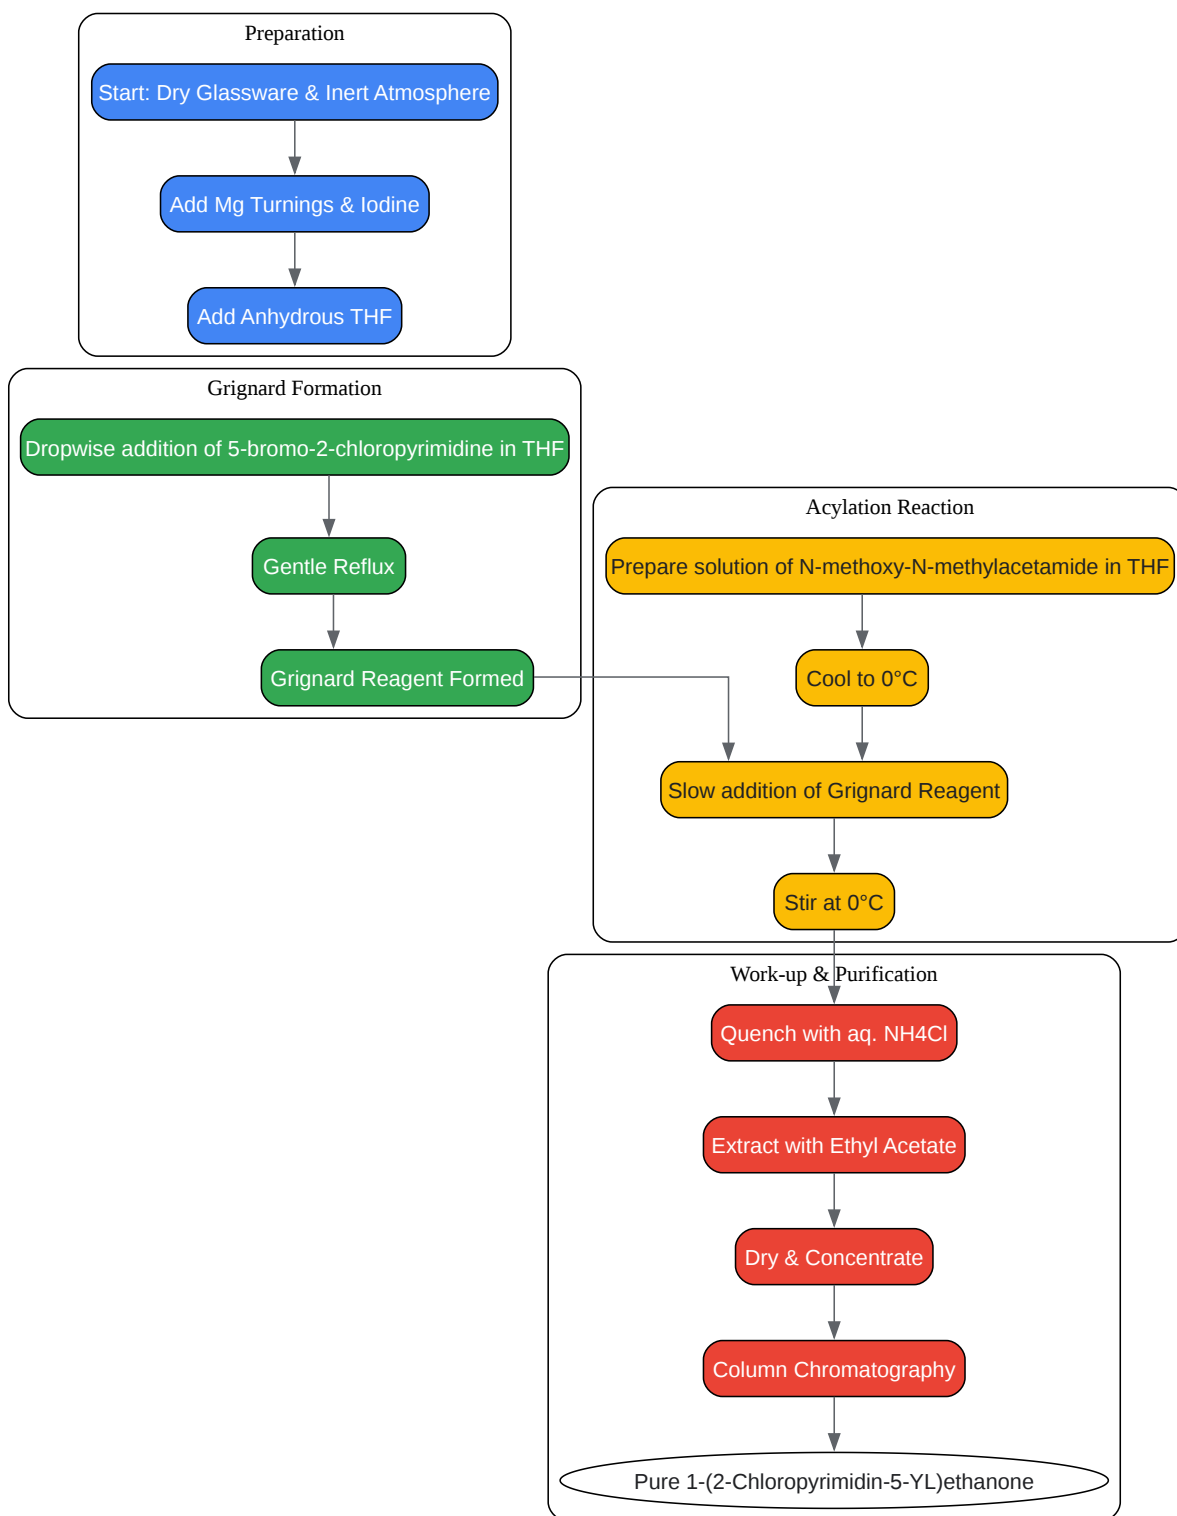 Preparation
Start: Dry Glassware & Inert Atmosphere
Add Mg Turnings & Iodine
Add Anhydrous THF
Grignard Formation
Dropwise addition of 5-bromo-2-chloropyrimidine in THF
Gentle Reflux
Grignard Reagent Formed
Acylation Reaction
Prepare solution of N-methoxy-N-methylacetamide in THF
Cool to 0°C
Slow addition of Grignard Reagent
Stir at 0°C
Work-up & Purification
Quench with aq. NH4Cl
Extract with Ethyl Acetate
Dry & Concentrate
Column Chromatography
Pure 1-(2-Chloropyrimidin-5-YL)ethanone